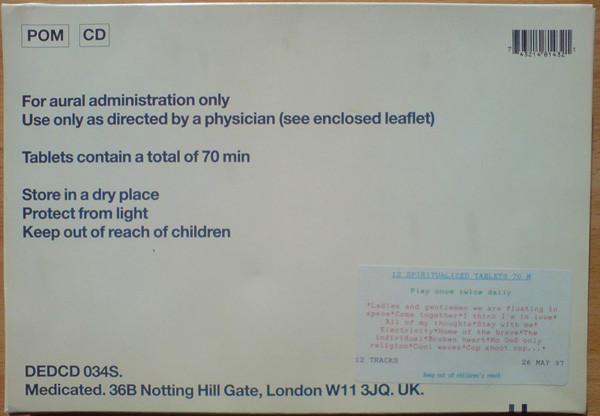 POM CD
7 43214 81432 1
For aural administration only
Use only as directed by a physician (see enclosed leaflet)
Tablets contain a total of 70 min
Store in a dry place
Protect from light
Keep out of reach of children
12 SPIRITUALIZED TABLETS 70 M
Play once twice daily
*Ladies and gentlemen we are floating in
space*Come together*I think I'm in love*
All of my thoughts*Stay with me*
Electricity*Home of the brave*The
individual*Broken heart*No God only
religion*Cool waves*Cop shoot cop...*
12 TRACKS 26 MAY 97
Keep out of children's reach
DEDCD 034S.
Medicated. 36B Notting Hill Gate, London W11 3JQ. UK.